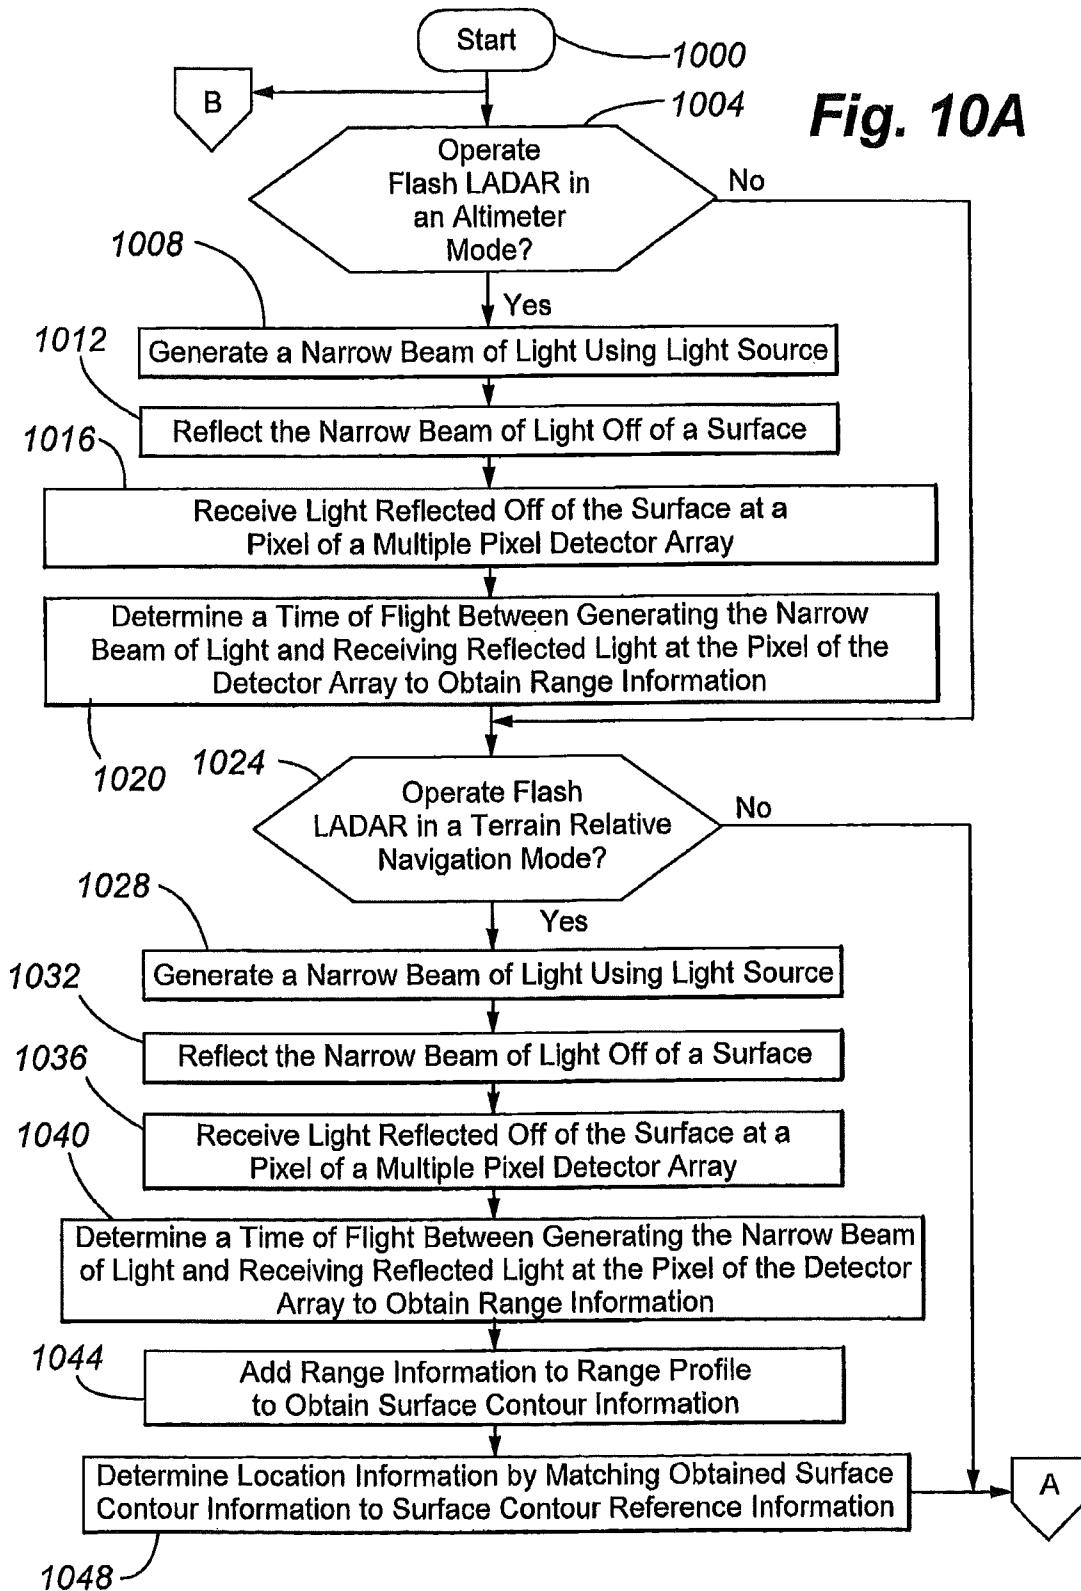 Start
1000
B
1004
Fig. 10A
Operate
Flash LADAR in
an Altimeter
Mode?
No
1008
Yes
1012
Generate a Narrow Beam of Light Using Light Source
Reflect the Narrow Beam of Light Off of a Surface
1016
Receive Light Reflected Off of the Surface at a
Pixel of a Multiple Pixel Detector Array
Determine a Time of Flight Between Generating the Narrow
Beam of Light and Receiving Reflected Light at the Pixel of the
Detector Array to Obtain Range Information
1020
1024
Operate Flash
LADAR in a Terrain Relative
Navigation Mode?
No
1028
Yes
Generate a Narrow Beam of Light Using Light Source
1032
Reflect the Narrow Beam of Light Off of a Surface
1036
Receive Light Reflected Off of the Surface at a
Pixel of a Multiple Pixel Detector Array
1040
Determine a Time of Flight Between Generating the Narrow Beam
of Light and Receiving Reflected Light at the Pixel of the Detector
Array to Obtain Range Information
1044
Add Range Information to Range Profile
to Obtain Surface Contour Information
Determine Location Information by Matching Obtained Surface
Contour Information to Surface Contour Reference Information
A
1048